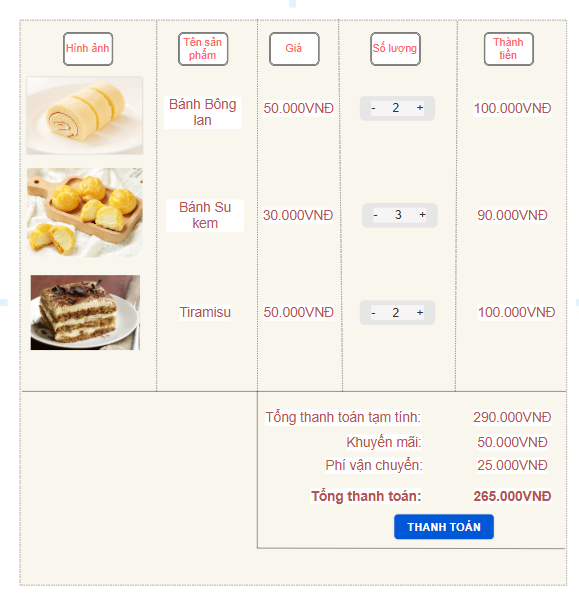 Hình ảnh
Tên sản
phẩm
Giá
Số lượng
Thành
tiền
Bánh Bông
lan
50.000VNĐ
- 2 +
100.000VNĐ
Bánh Su
kem
30.000VNĐ
- 3 +
90.000VNĐ
Tiramisu
50.000VNĐ
- 2 +
100.000VNĐ
Tổng thanh toán tạm tính: 290.000VNĐ
Khuyến mãi: 50.000VNĐ
Phí vận chuyển: 25.000VNĐ
Tổng thanh toán: 265.000VNĐ
THANH TOÁN